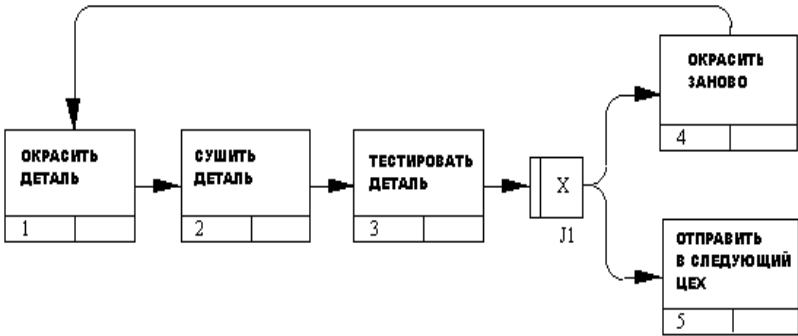 ОКРАСИТЬ
ДЕТАЛЬ
1
СУШИТЬ
ДЕТАЛЬ
2
ТЕСТИРОВАТЬ
ДЕТАЛЬ
3
X
J1
ОКРАСИТЬ
ЗАНОВО
4
ОТПРАВИТЬ
В СЛЕДУЮЩИЙ
ЦЕХ
5